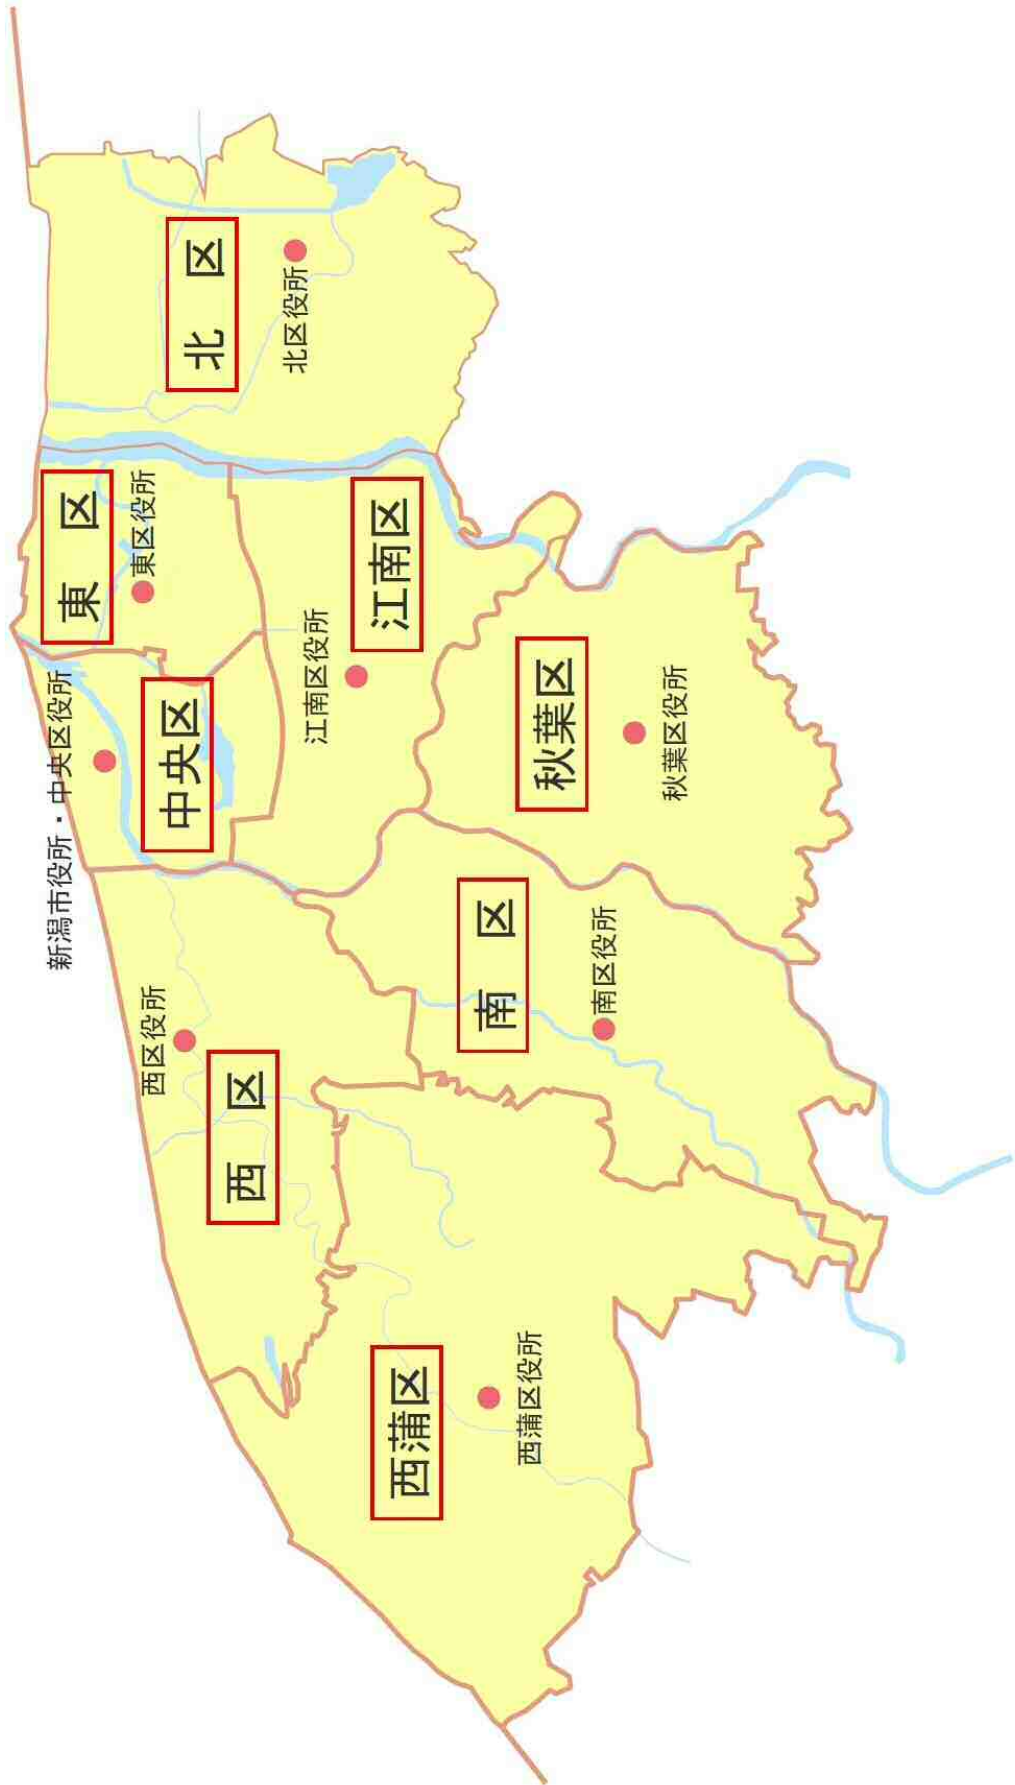 北　区
北区役所
東　区
東区役所
新潟市役所・中央区役所
中央区
江南区
江南区役所
秋葉区
秋葉区役所
南　区
南区役所
西区役所
西　区
西蒲区
西蒲区役所